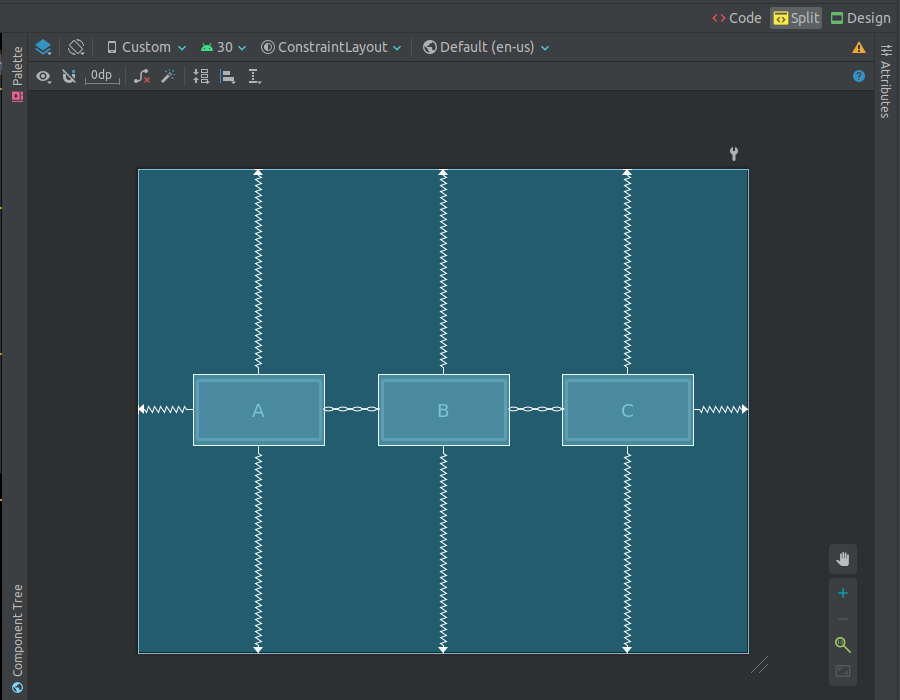 Code Split Design
Custom 30 ConstraintLayout Default (en-us)
0dp
Palette
Attributes
A B C
Component Tree